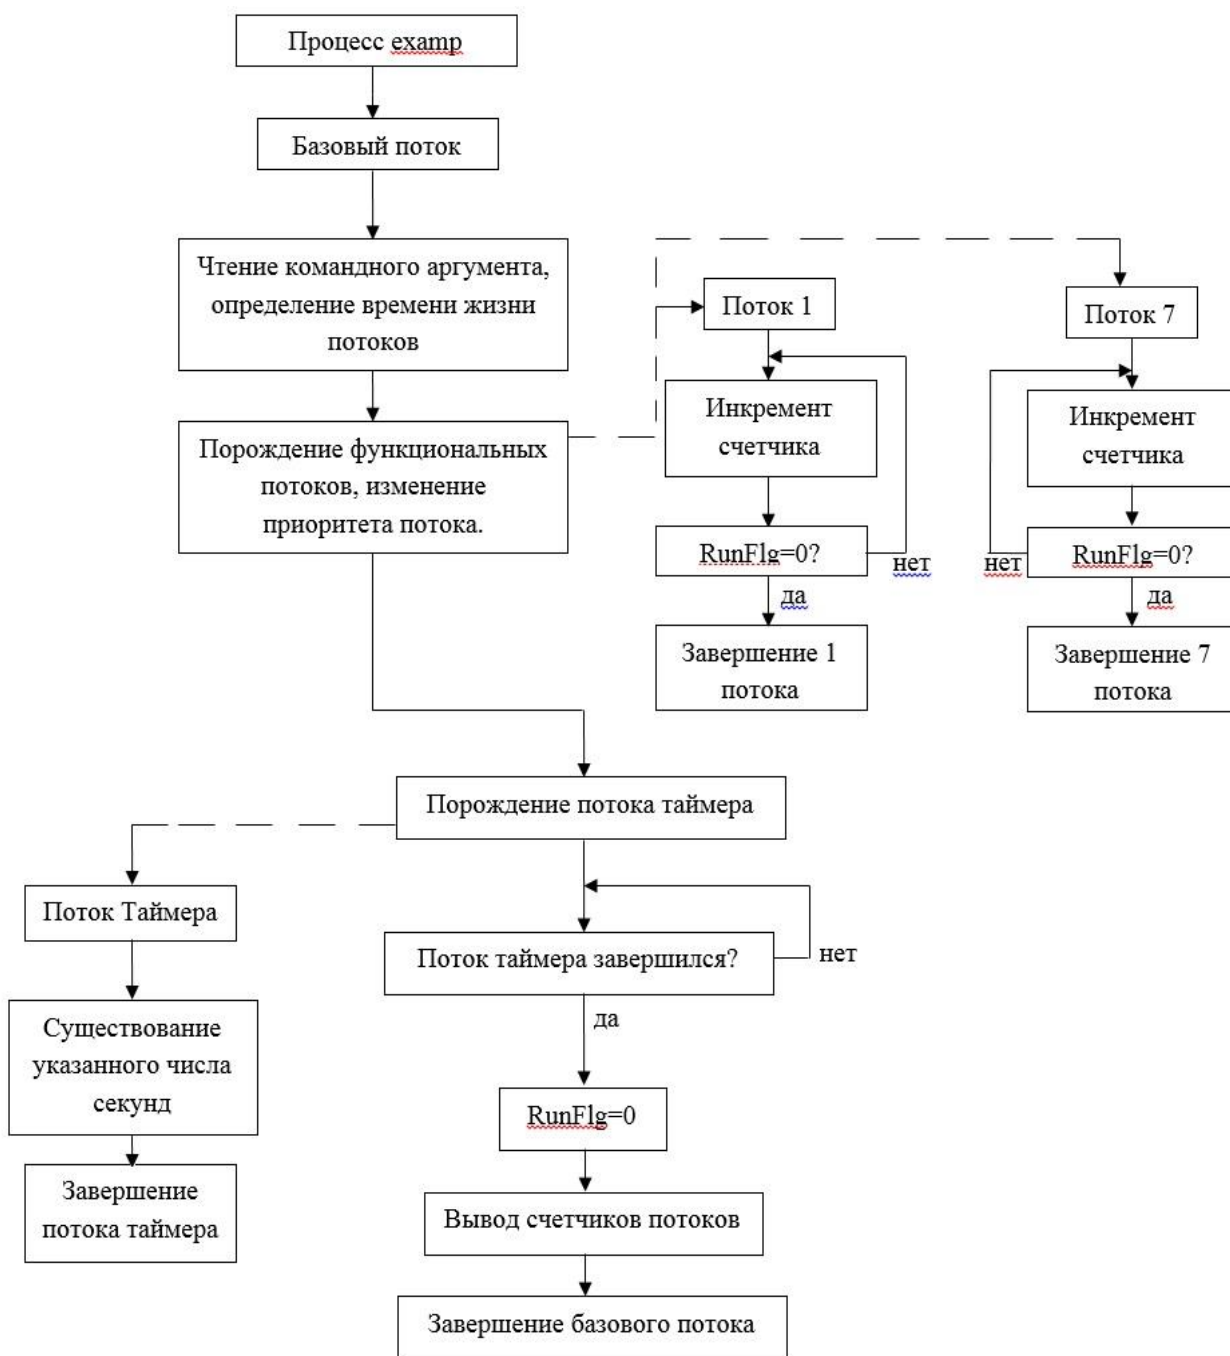 Процесс examp
Базовый поток
Чтение командного аргумента,
определение времени жизни
потоков
Порождение функциональных
потоков, изменение
приоритета потока.
Поток 1
Инкремент
счетчика
RunFlg=0?
нет
да
Завершение 1
потока
Поток 7
Инкремент
счетчика
RunFlg=0?
нет
да
Завершение 7
потока
Порождение потока таймера
Поток Таймера
Существование
указанного числа
секунд
Завершение
потока таймера
Поток таймера завершился?
нет
да
RunFlg=0
Вывод счетчиков потоков
Завершение базового потока